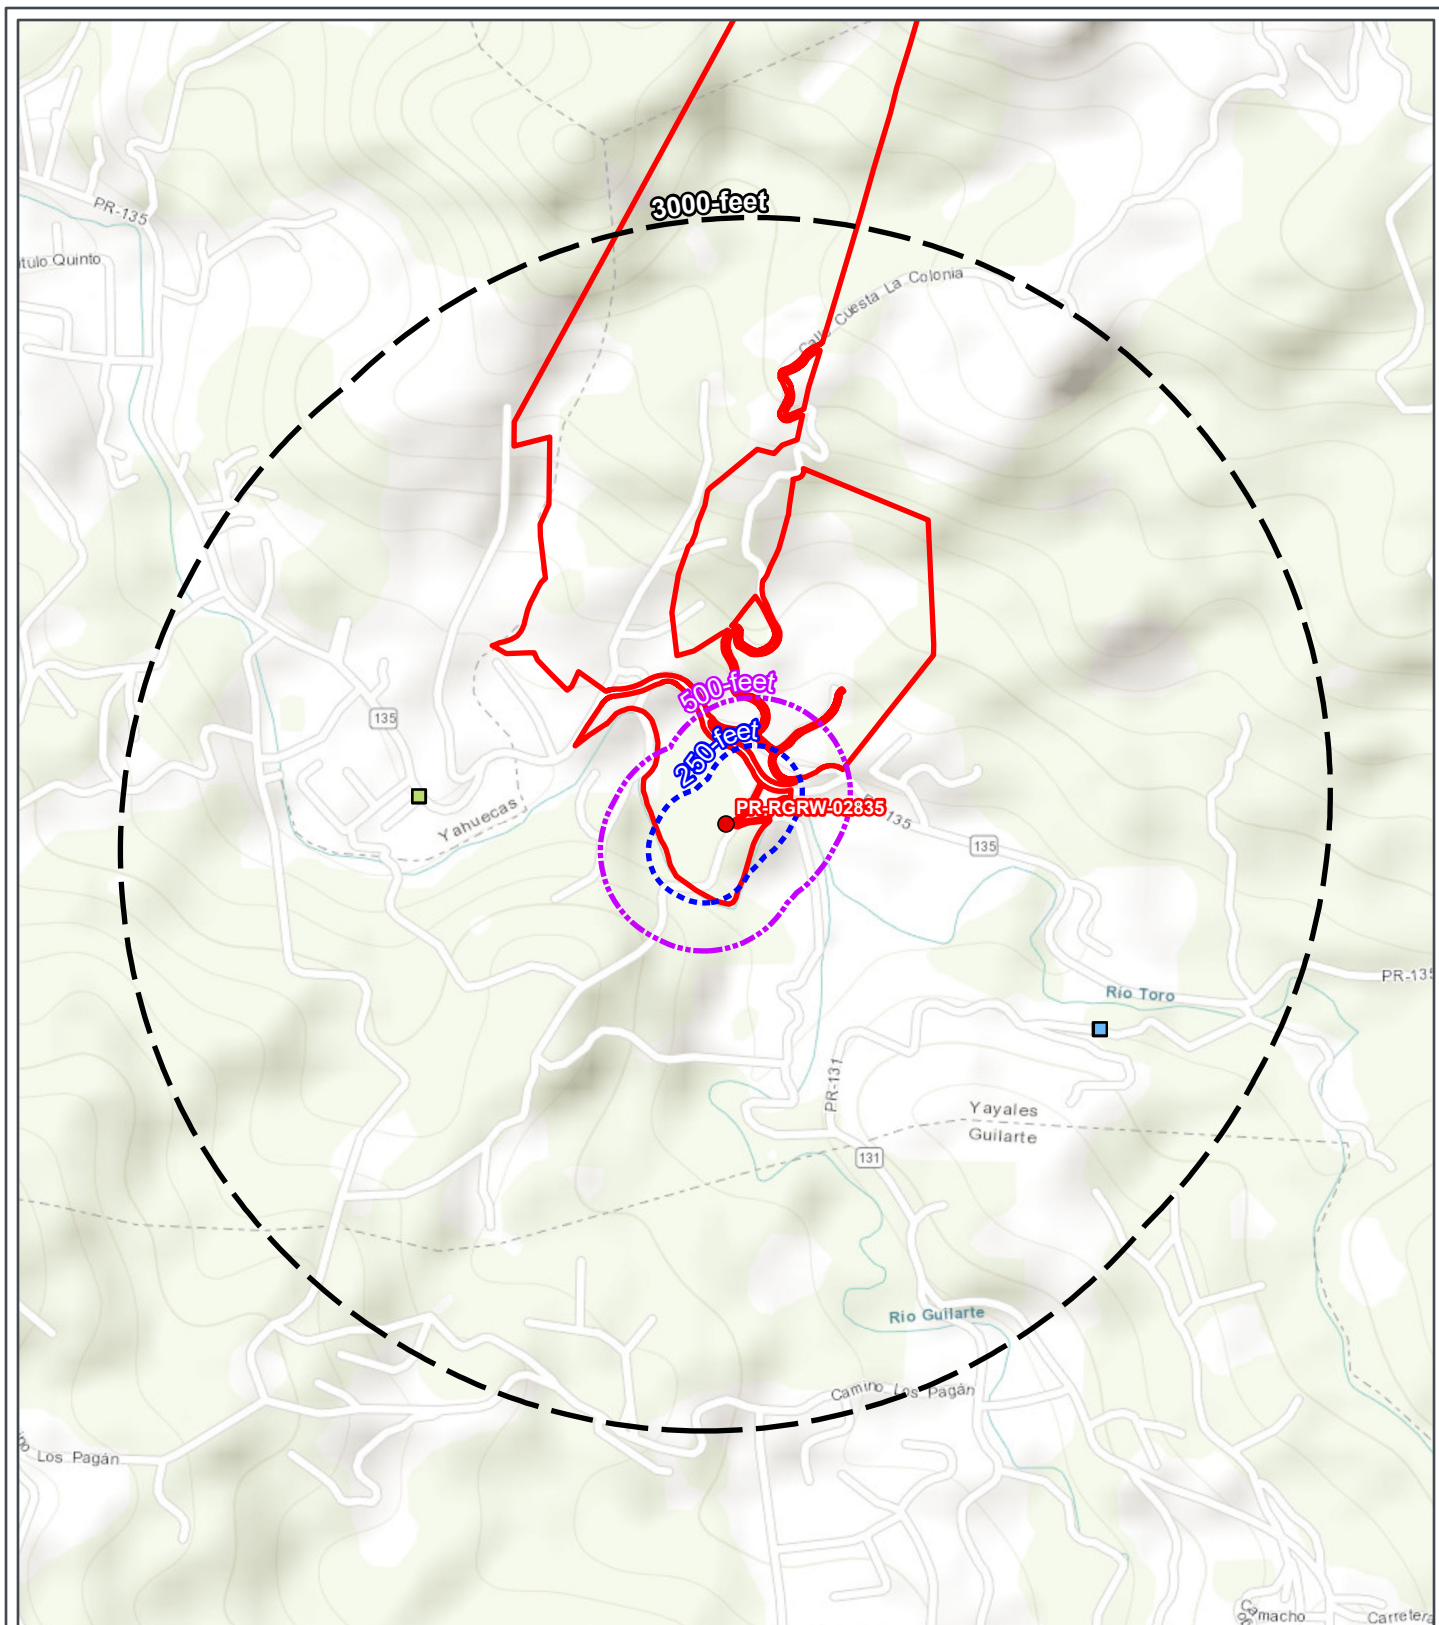 3000-feet
PR-135
Quinto
Calle Cuesta La Colonia
500-feet
135
250-feet
PR-RGRW-02835
Yahuecas
135
PR-135
Río Toro
PR-131
Yayales
Guilarte
131
Río Guilarte
Camino Los Pagán
Los Pagán
Camacho
Carretera